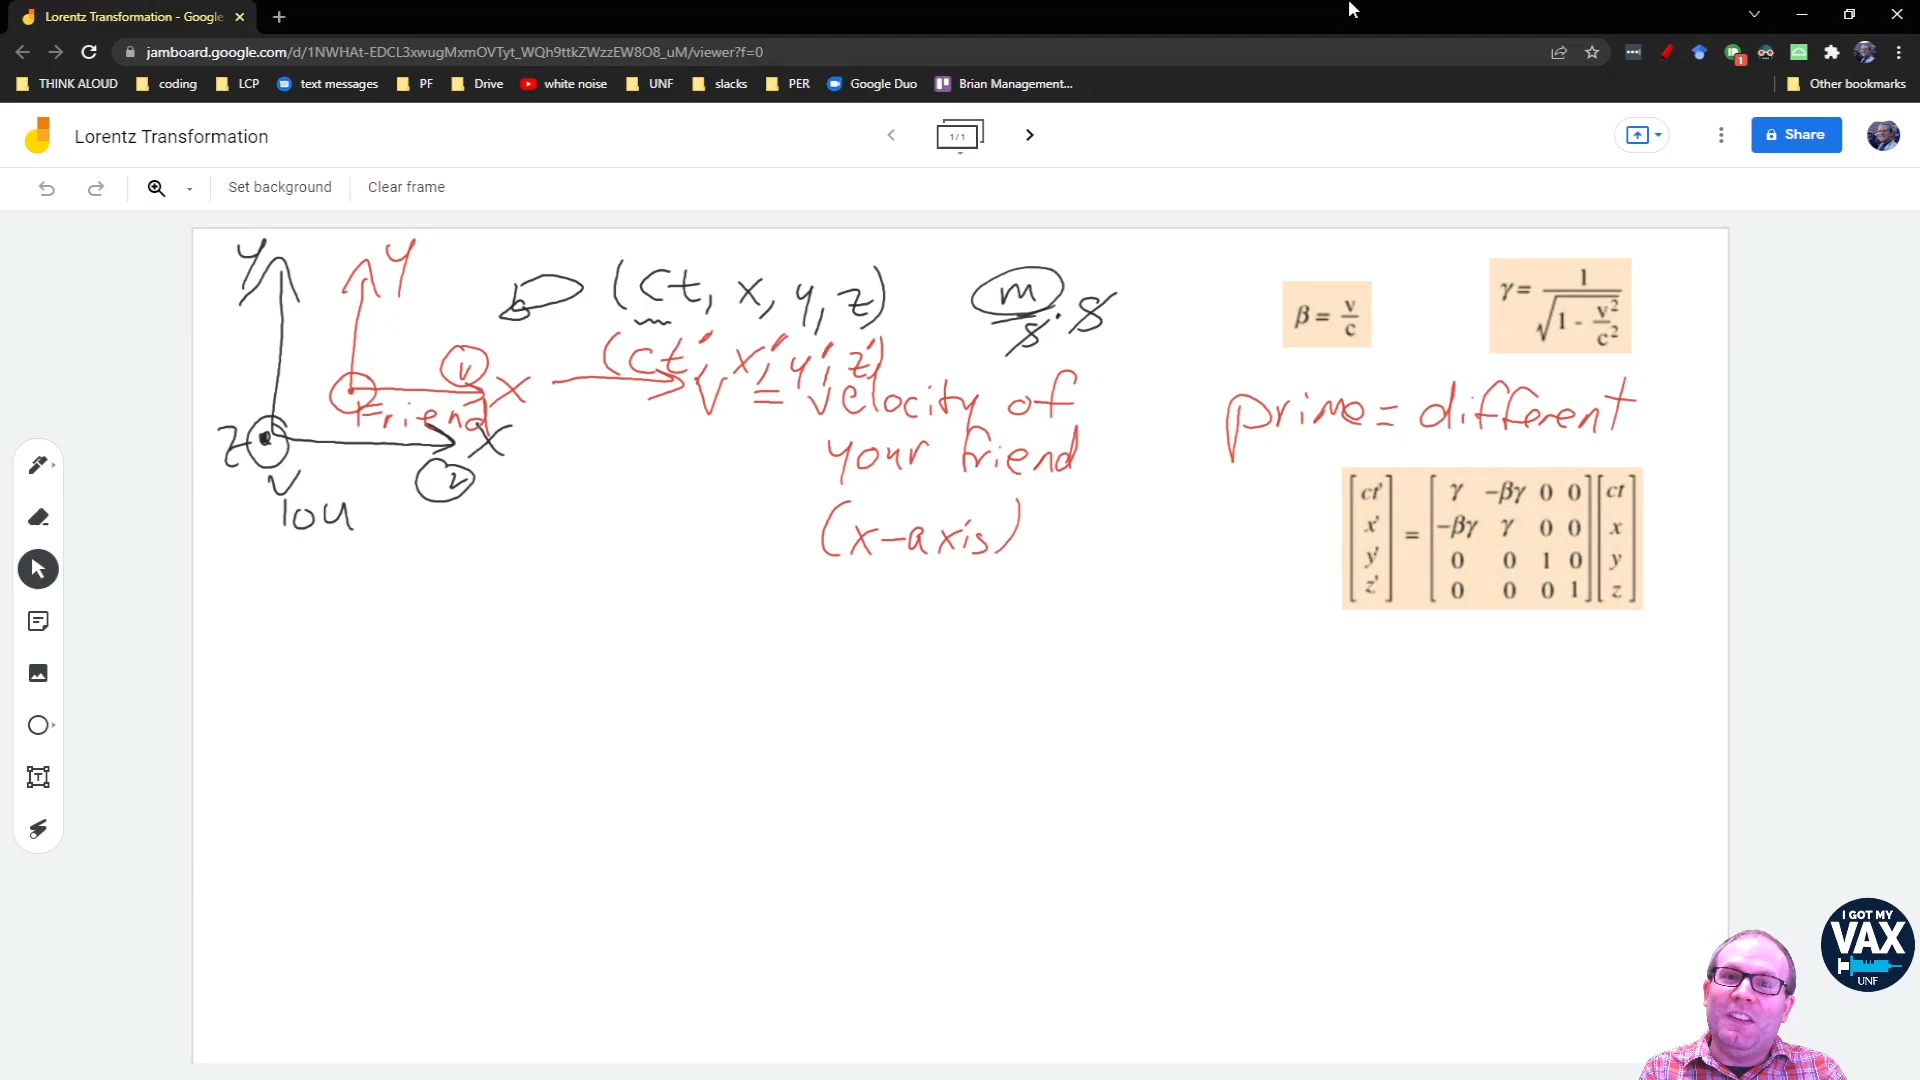 Lorentz Transformation - Google
jamboard.google.com/d/1NWHAt-EDCL3xwugMxmOVTyt_WQh9ttkZWzzEW8O8_uM/viewer?f=0
THINK ALOUD coding LCP text messages PF Drive white noise UNF slacks PER Google Duo Brian Management... Other bookmarks
1
Lorentz Transformation
1 / 1
Share
Set background Clear frame
y y (ct, x, y, z) m/s · s
β = v/c
γ = 1/√(1 - v²/c²)
(ct', x', y', z')
v x v ≡ velocity of
Friend your friend
(x-axis)
z x
You
prime = different
[ct'] = [γ -βγ 0 0] [ct]
[x'] [-βγ γ 0 0] [x]
[y'] [0 0 1 0] [y]
[z'] [0 0 0 1] [z]
I GOT MY
VAX
UNF